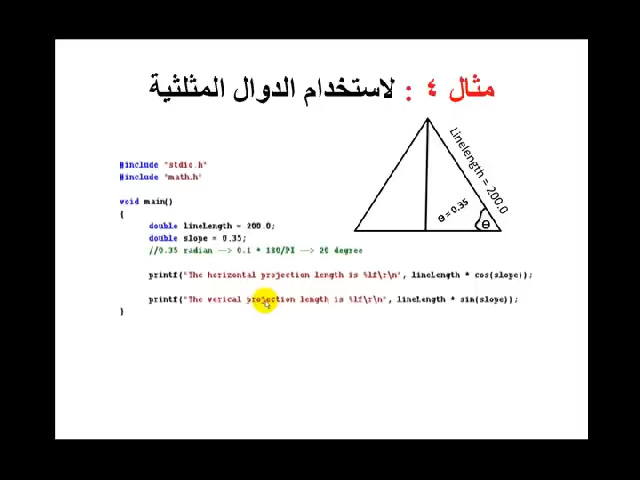 مثال ٤ : لاستخدام الدوال المثلثية
#include "stdio.h"
#include "math.h"
void main()
{
double lineLength = 200.0;
double slope = 0.35;
//0.35 radian --> 0.1 * 180/PI --> 20 degree
printf("The horizontal projection length is %lf\r\n", lineLength * cos(slope));
printf("The verical projection length is %lf\r\n", lineLength * sin(slope));
}
Linelength = 200.0
Θ = 0.35
Θ